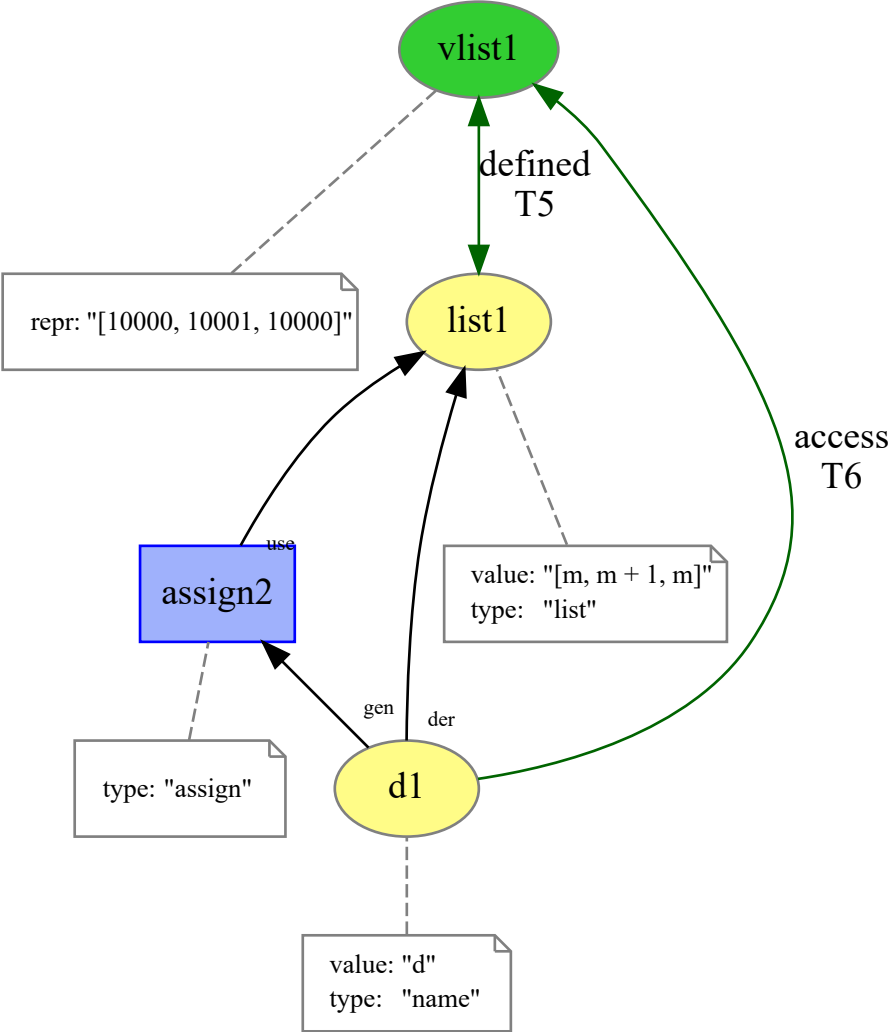 vlist1
defined
T5
repr: "[10000, 10001, 10000]"
list1
access
T6
use
assign2
value: "[m, m + 1, m]"
type: "list"
gen
der
type: "assign"
d1
value: "d"
type: "name"